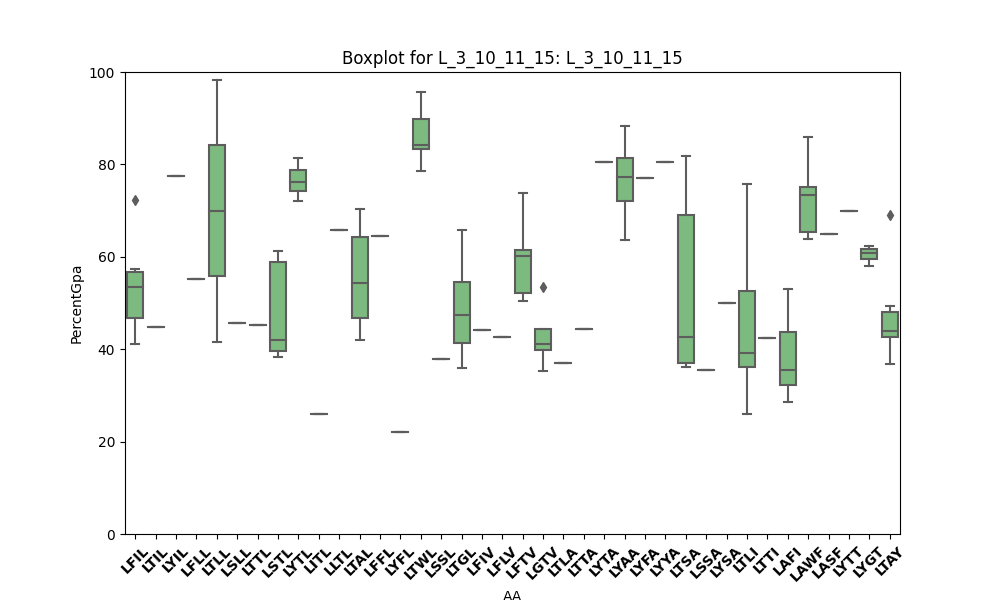 Boxplot for L_3_10_11_15: L_3_10_11_15
PercentGpa
100
80
60
40
20
0
LFIL LTIL LYIL LFLL LTLL LSLL LTTL LSTL LYTL LITL LLTL LTAL LFFL LYFL LTWL LSSL LTGL LFIV LFLV LFTV LGTV LTLA LTTA LYTA LYAA LYFA LYYA LTSA LSSA LYSA LTLI LTTI LAFI LAWF LASF LYTT LYGT LTAY
AA